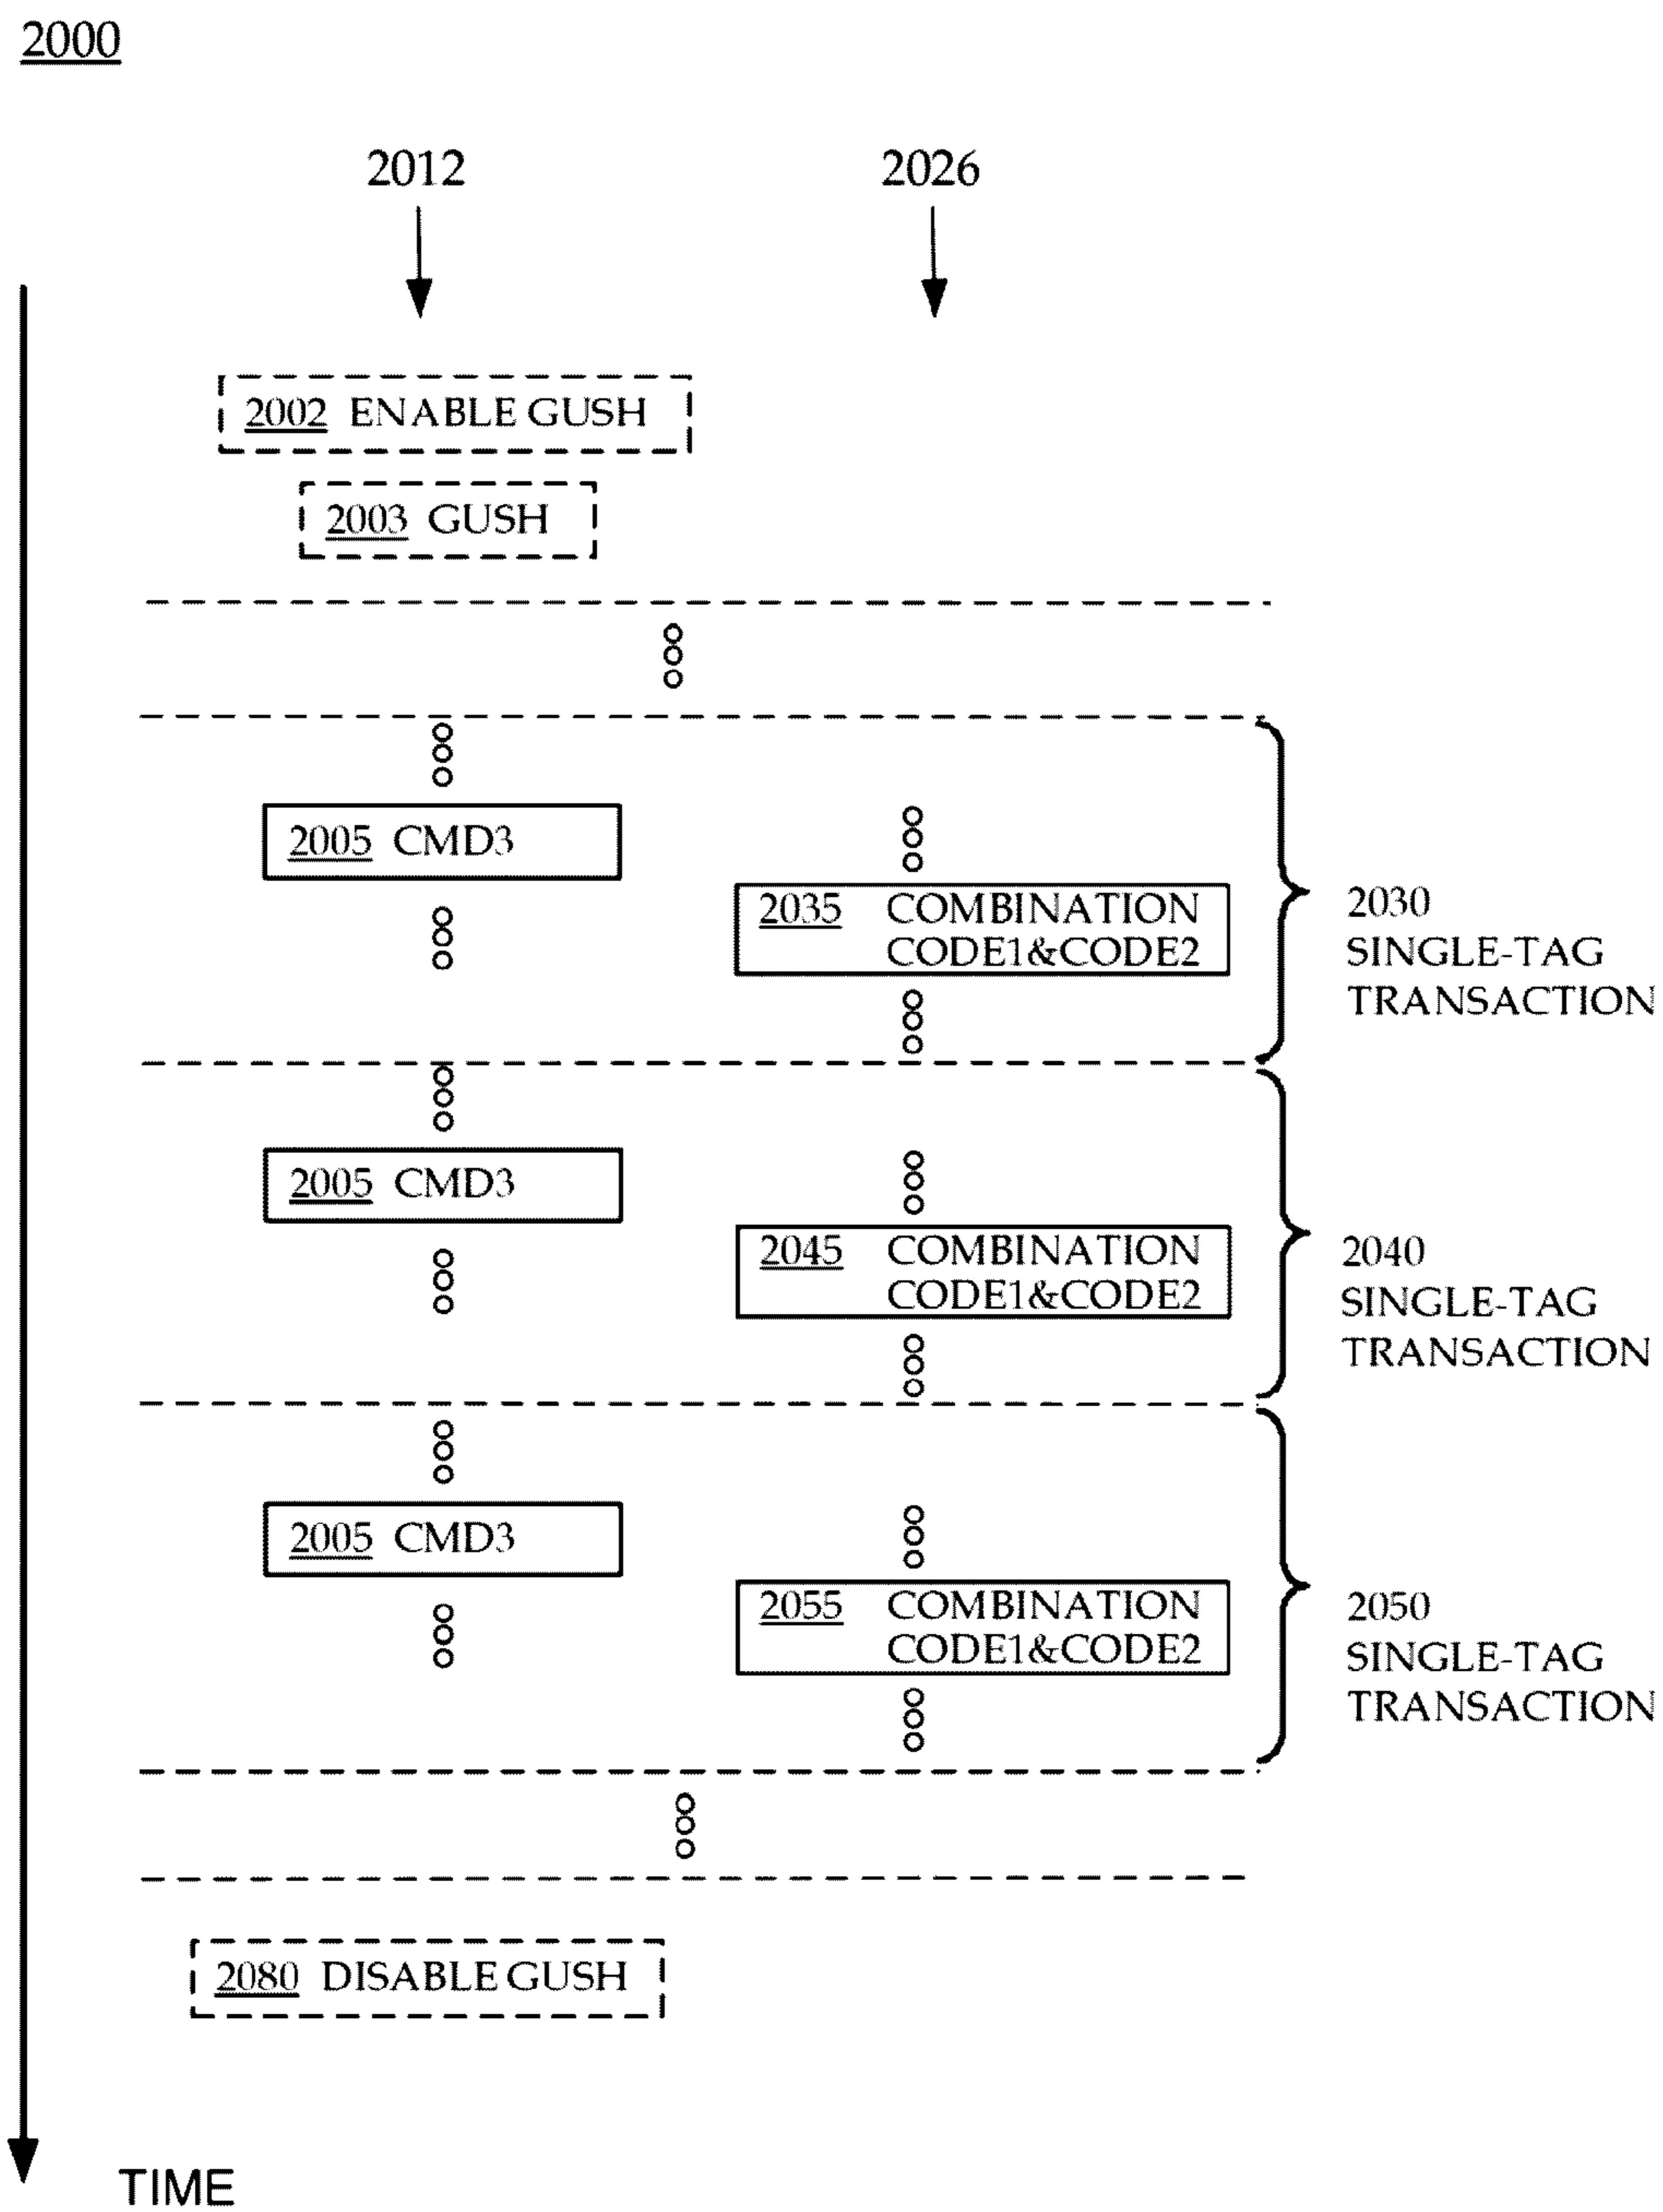 2000
2012
2026
2002 ENABLE GUSH
2003 GUSH
2005 CMD3
2035 COMBINATION
CODE1&CODE2
2030
SINGLE-TAG
TRANSACTION
2005 CMD3
2045 COMBINATION
CODE1&CODE2
2040
SINGLE-TAG
TRANSACTION
2005 CMD3
2055 COMBINATION
CODE1&CODE2
2050
SINGLE-TAG
TRANSACTION
2080 DISABLE GUSH
TIME